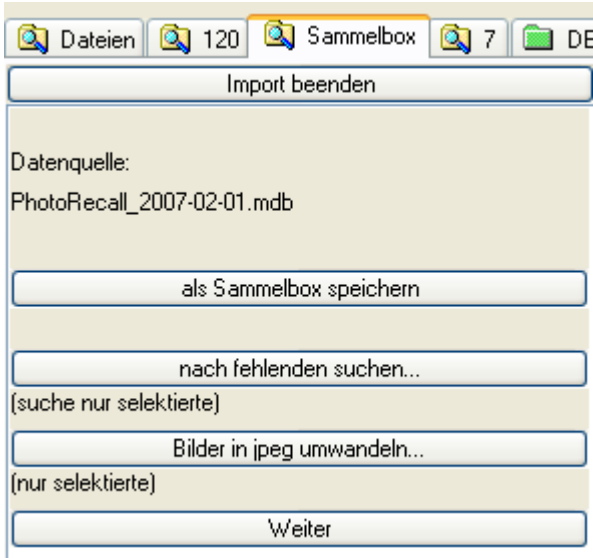 Dateien 120 Sammelbox 7 DE
Import beenden
Datenquelle:
PhotoRecall_2007-02-01.mdb
als Sammelbox speichern
nach fehlenden suchen...
(suche nur selektierte)
Bilder in jpeg umwandeln...
(nur selektierte)
Weiter